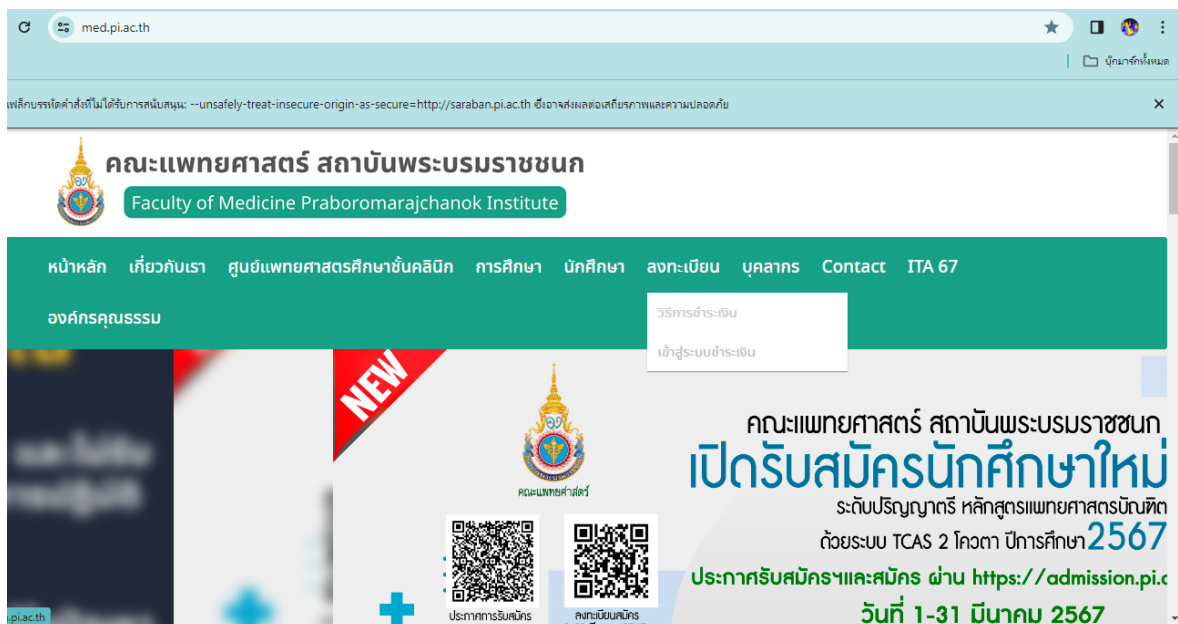 med.pi.ac.th
บุ๊กมาร์กทั้งหมด
แฟล็กบรรทัดคำสั่งที่ไม่ได้รับการสนับสนุน: --unsafely-treat-insecure-origin-as-secure=http://saraban.pi.ac.th ซึ่งอาจส่งผลต่อเสถียรภาพและความปลอดภัย
คณะแพทยศาสตร์ สถาบันพระบรมราชชนก
Faculty of Medicine Praboromarajchanok Institute
หน้าหลัก เกี่ยวกับเรา ศูนย์แพทยศาสตรศึกษาชั้นคลินิก การศึกษา นักศึกษา ลงทะเบียน บุคลากร Contact ITA 67
องค์กรคุณธรรม
วิธีการชำระเงิน
เข้าสู่ระบบชำระเงิน
NEW
คณะแพทยศาสตร์
คณะแพทยศาสตร์ สถาบันพระบรมราชชนก
เปิดรับสมัครนักศึกษาใหม่
ระดับปริญญาตรี หลักสูตรแพทยศาสตรบัณฑิต
ด้วยระบบ TCAS 2 โควตา ปีการศึกษา 2567
ประกาศรับสมัครฯและสมัคร ผ่าน https://admission.pi.c
วันที่ 1-31 มีนาคม 2567
ประกาศการรับสมัคร
ลงทะเบียนสมัคร
.pi.ac.th